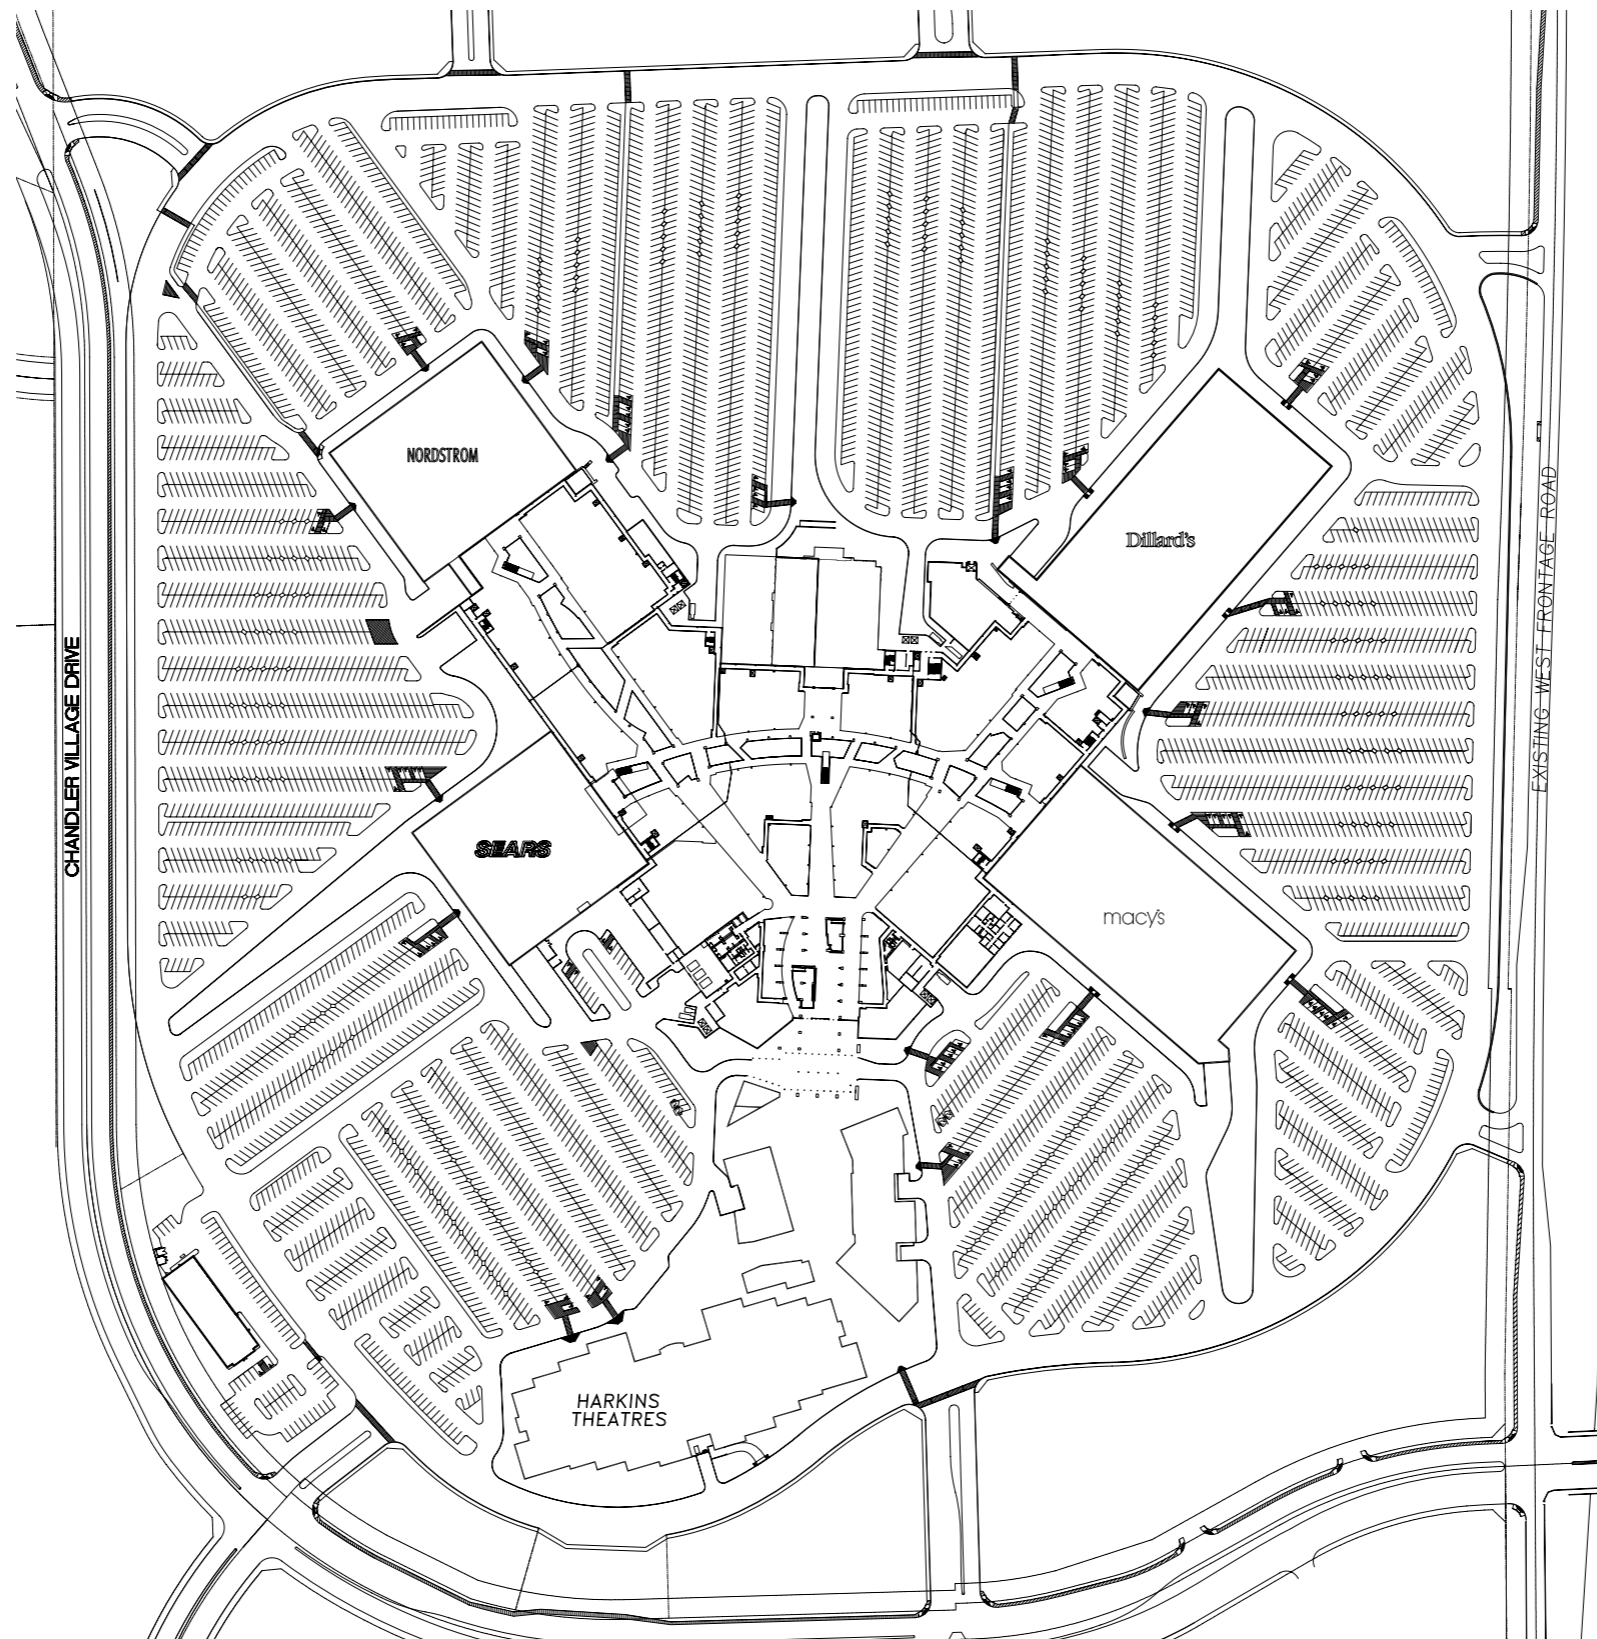 NORDSTROM
Dillard's
EXISTING WEST FRONTAGE ROAD
CHANDLER VILLAGE DRIVE
SEARS
macy's
HARKINS
THEATRES